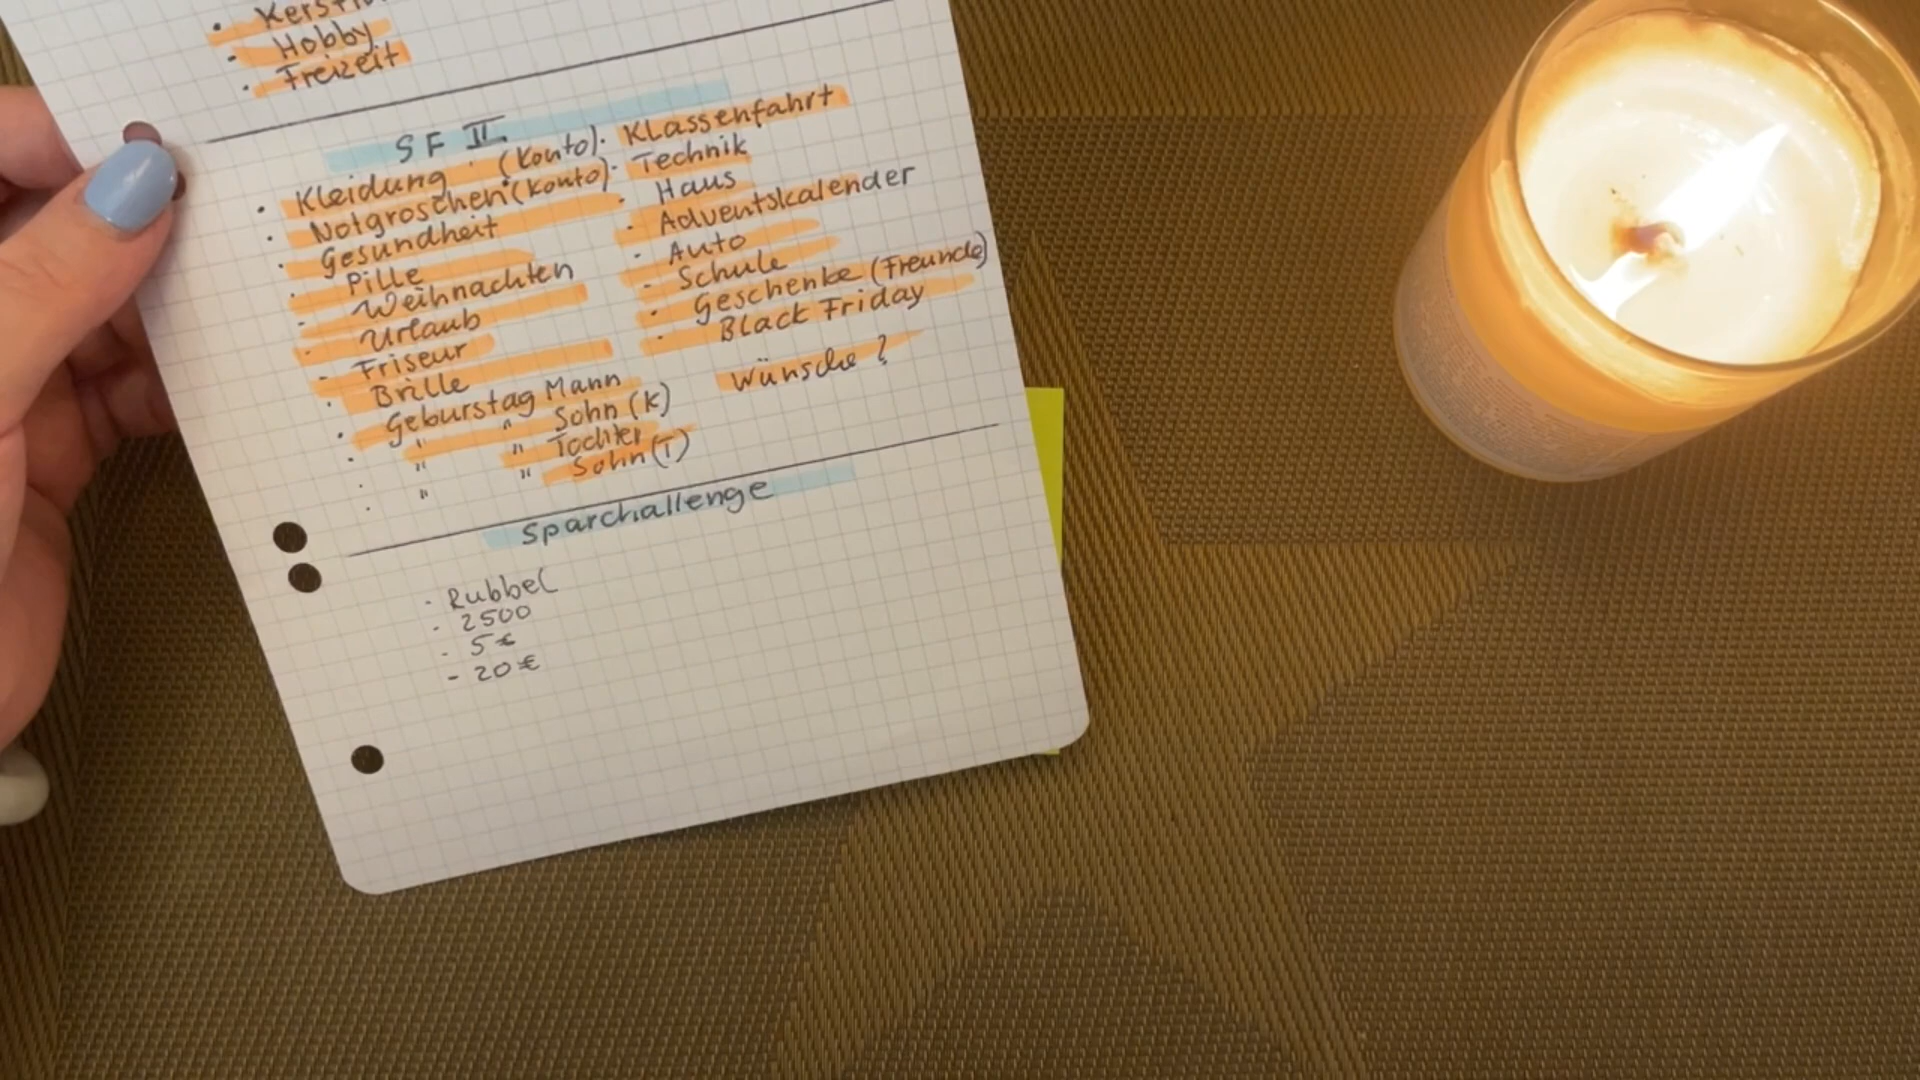 Hobby
Freizeit
SF II
Kleidung (Konto)
Notgroschen (Konto)
Gesundheit
Pille
Weihnachten
Urlaub
Friseur
Brille
Geburstag Mann
" " Sohn (K)
" " Tochter
" " Sohn (T)
Klassenfahrt
Technik
Haus
Adventskalender
Auto
Schule
Geschenke (Freunde)
Black Friday
Wünsche ?
Sparchallenge
- Rubbel
- 2500
- 5€
- 20€